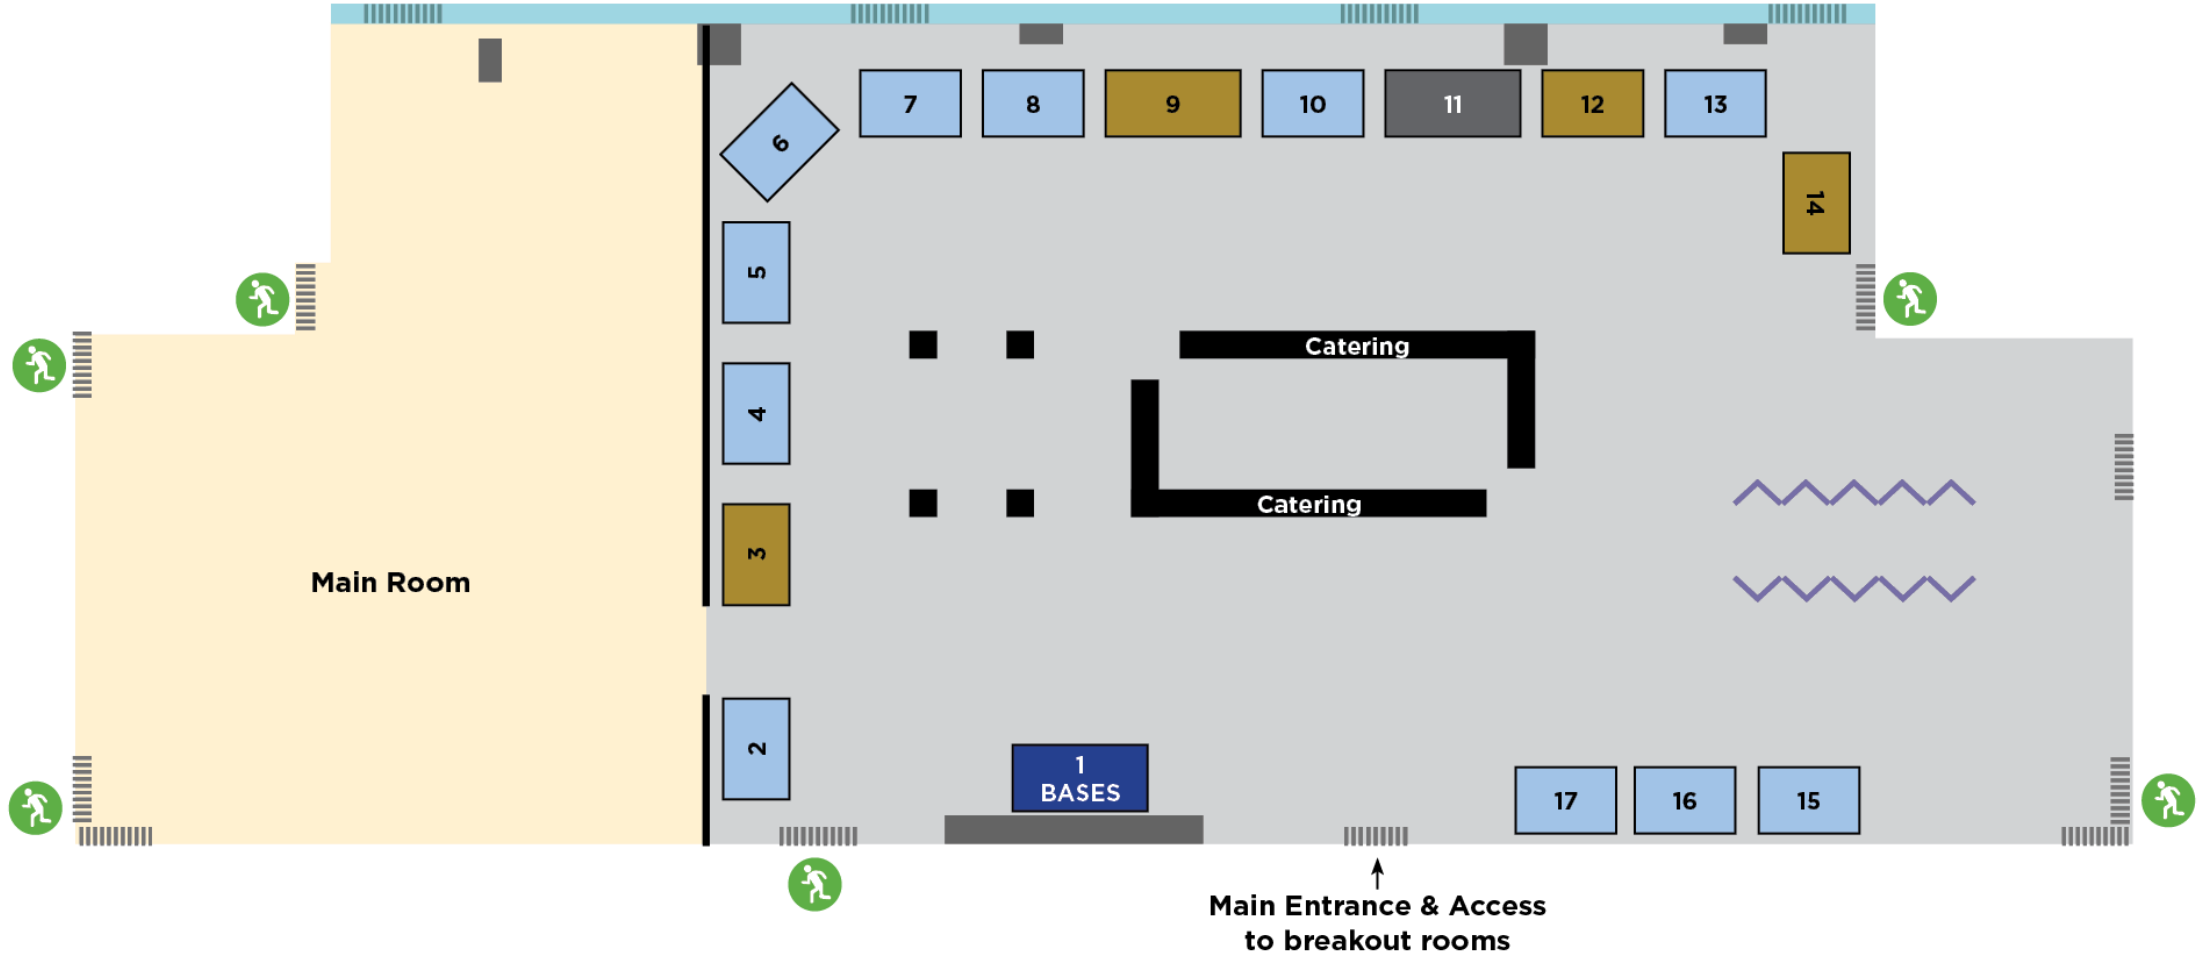 7
8
9
10
11
12
13
6
14
5
Catering
4
Catering
3
Main Room
2
1
BASES
17
16
15
Main Entrance & Access
to breakout rooms